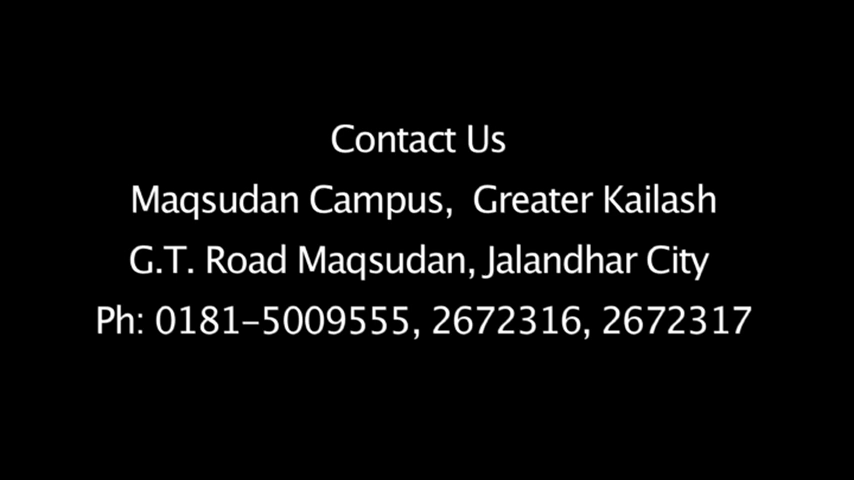 Contact Us
Maqsudan Campus,  Greater Kailash
G.T. Road Maqsudan, Jalandhar City
Ph: 0181-5009555, 2672316, 2672317